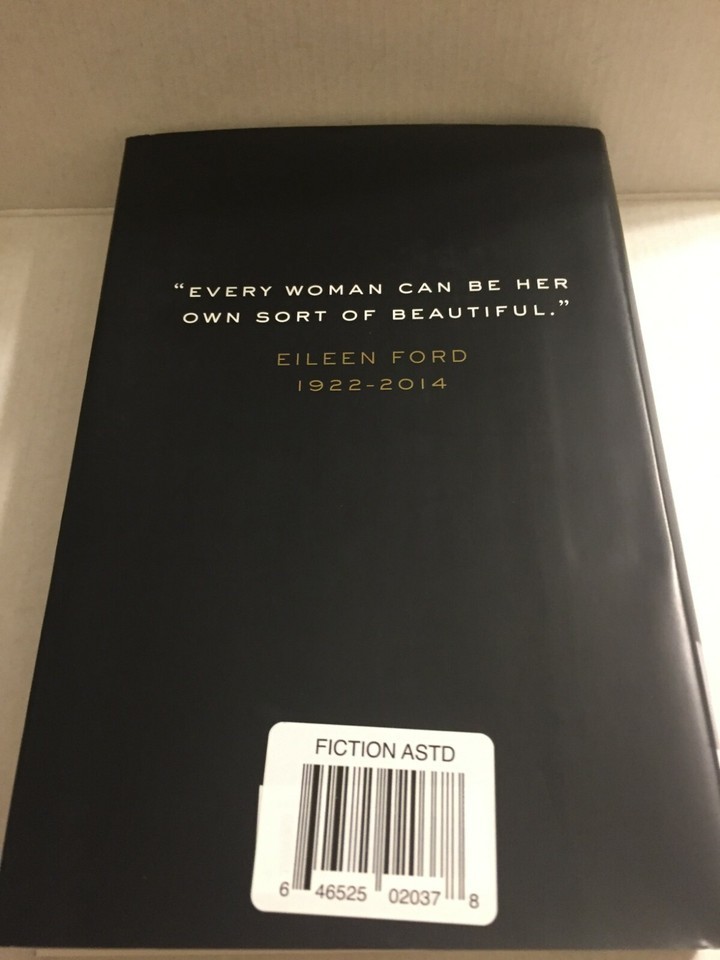 “EVERY WOMAN CAN BE HER
OWN SORT OF BEAUTIFUL.”
EILEEN FORD
1922-2014
FICTION ASTD
6 46525 02037 8